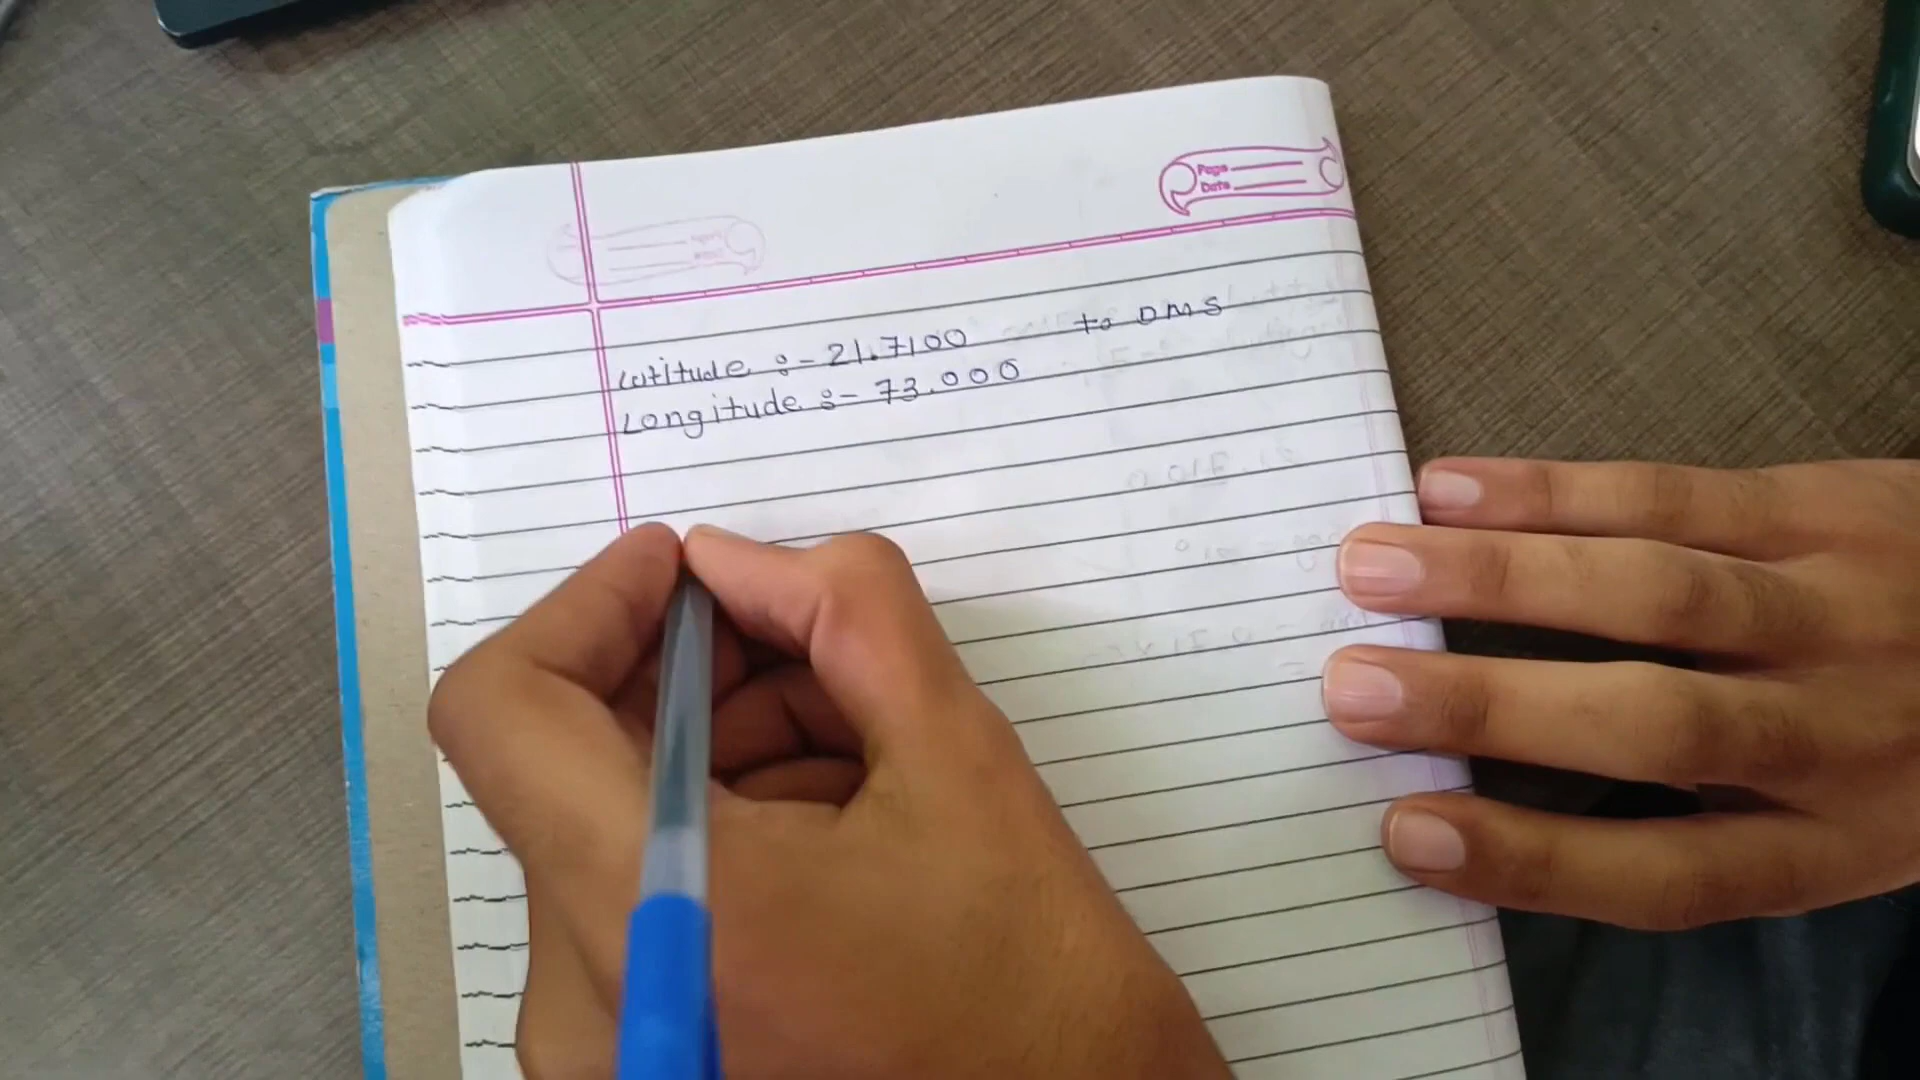 Page
Date
Latitude :- 21.7100 to DMS
Longitude :- 73.000